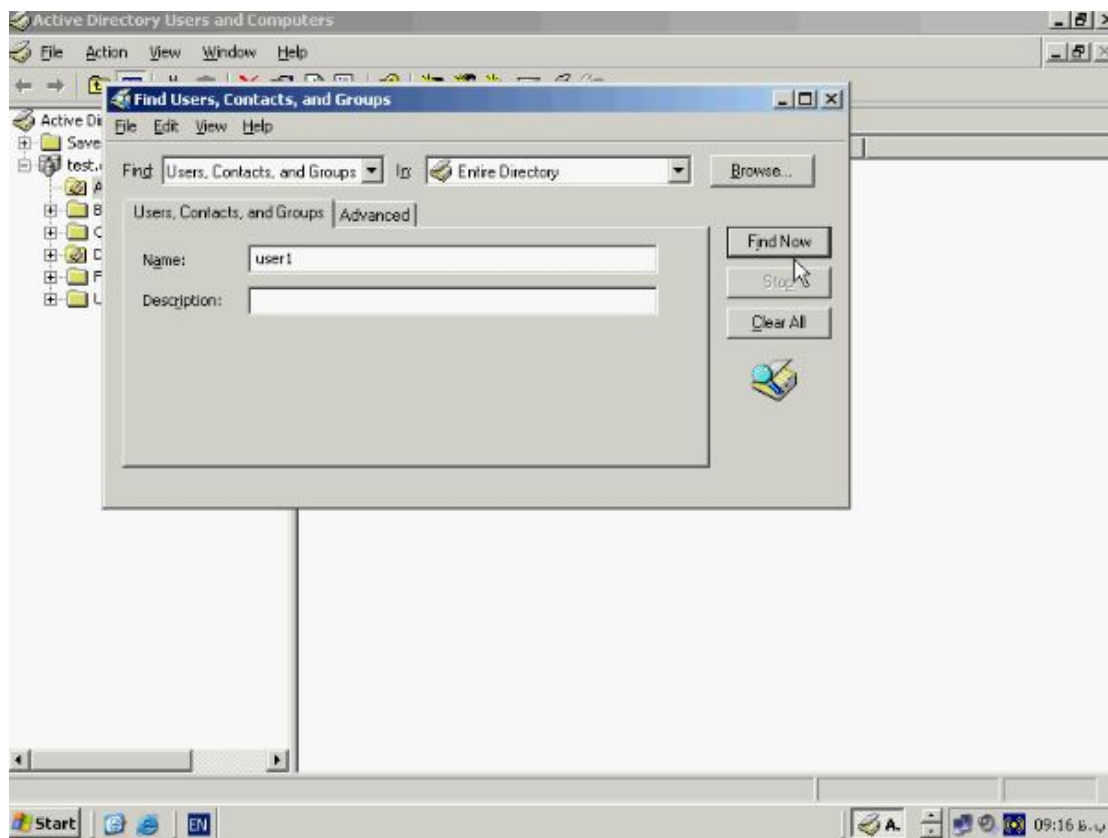 Active Directory Users and Computers
File Action View Window Help
Find Users, Contacts, and Groups
Active Di
File Edit View Help
Save
test.
Find Users, Contacts, and Groups In Entire Directory Browse...
A
B
C
D
F
U
Users, Contacts, and Groups Advanced
Find Now
Name: user1
Stop
Description:
Clear All
Start EN A. 09:16